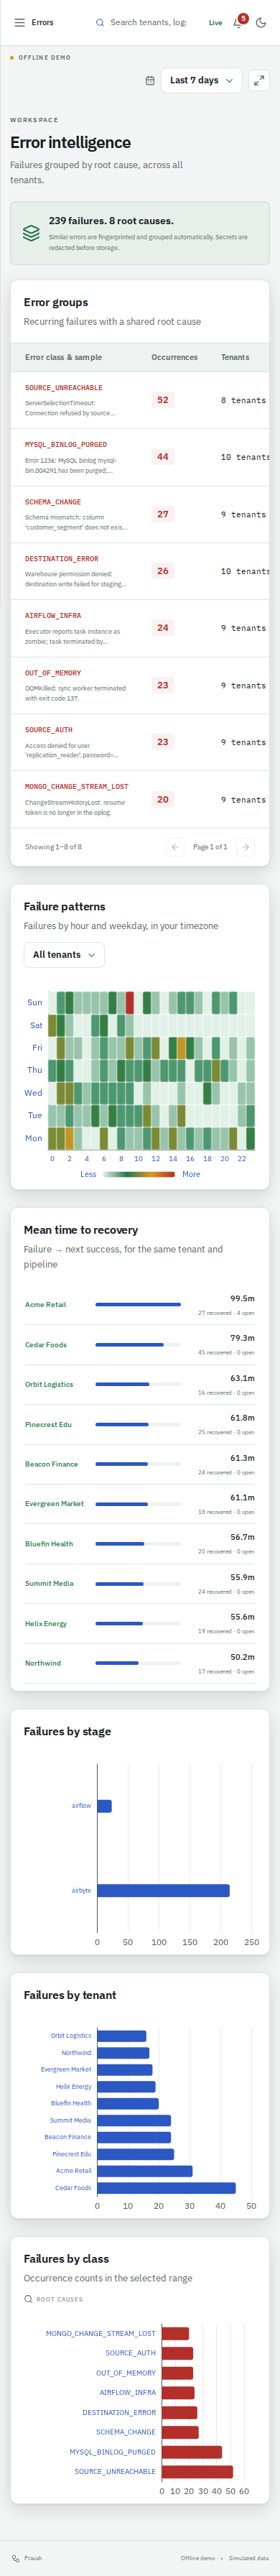 Errors
Search tenants, log
Live
5
OFFLINE DEMO
Last 7 days
WORKSPACE
Error intelligence
Failures grouped by root cause, across all
tenants.
239 failures. 8 root causes.
Similar errors are fingerprinted and grouped automatically. Secrets are
redacted before storage.
Error groups
Recurring failures with a shared root cause
Error class & sample Occurrences Tenants
SOURCE_UNREACHABLE
ServerSelectionTimeout:
Connection refused by source...
52
8 tenants
MYSQL_BINLOG_PURGED
Error 1236: MySQL binlog mysql-
bin.004291 has been purged;...
44
10 tenants
SCHEMA_CHANGE
Schema mismatch: column
'customer_segment' does not exis...
27
9 tenants
DESTINATION_ERROR
Warehouse permission denied:
destination write failed for staging...
26
10 tenants
AIRFLOW_INFRA
Executor reports task instance as
zombie; task terminated by...
24
9 tenants
OUT_OF_MEMORY
OOMKilled: sync worker terminated
with exit code 137.
23
9 tenants
SOURCE_AUTH
Access denied for user
'replication_reader'. password=...
23
9 tenants
MONGO_CHANGE_STREAM_LOST
ChangeStreamHistoryLost: resume
token is no longer in the oplog.
20
9 tenants
Showing 1–8 of 8
Page 1 of 1
Failure patterns
Failures by hour and weekday, in your timezone
All tenants
Sun
Sat
Fri
Thu
Wed
Tue
Mon
0 2 4 6 8 10 12 14 16 18 20 22
Less More
Mean time to recovery
Failure → next success, for the same tenant and
pipeline
Acme Retail
99.5m
27 recovered · 4 open
Cedar Foods
79.3m
45 recovered · 0 open
Orbit Logistics
63.1m
16 recovered · 0 open
Pinecrest Edu
61.8m
25 recovered · 0 open
Beacon Finance
61.3m
24 recovered · 0 open
Evergreen Market
61.1m
18 recovered · 0 open
Bluefin Health
56.7m
20 recovered · 0 open
Summit Media
55.9m
24 recovered · 0 open
Helix Energy
55.6m
19 recovered · 0 open
Northwind
50.2m
17 recovered · 0 open
Failures by stage
airflow
airbyte
0 50 100 150 200 250
Failures by tenant
Orbit Logistics
Northwind
Evergreen Market
Helix Energy
Bluefin Health
Summit Media
Beacon Finance
Pinecrest Edu
Acme Retail
Cedar Foods
0 10 20 30 40 50
Failures by class
Occurrence counts in the selected range
ROOT CAUSES
MONGO_CHANGE_STREAM_LOST
SOURCE_AUTH
OUT_OF_MEMORY
AIRFLOW_INFRA
DESTINATION_ERROR
SCHEMA_CHANGE
MYSQL_BINLOG_PURGED
SOURCE_UNREACHABLE
0 10 20 30 40 50 60
Pravah
Offline demo • Simulated data